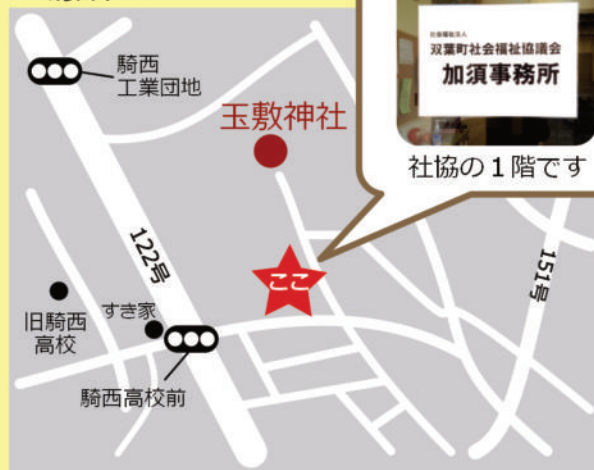 騎西
工業団地
社会福祉法人
双葉町社会福祉協議会
加須事務所
社協の1階です
玉敷神社
122号
151号
ここ
旧騎西
高校
すき家
騎西高校前